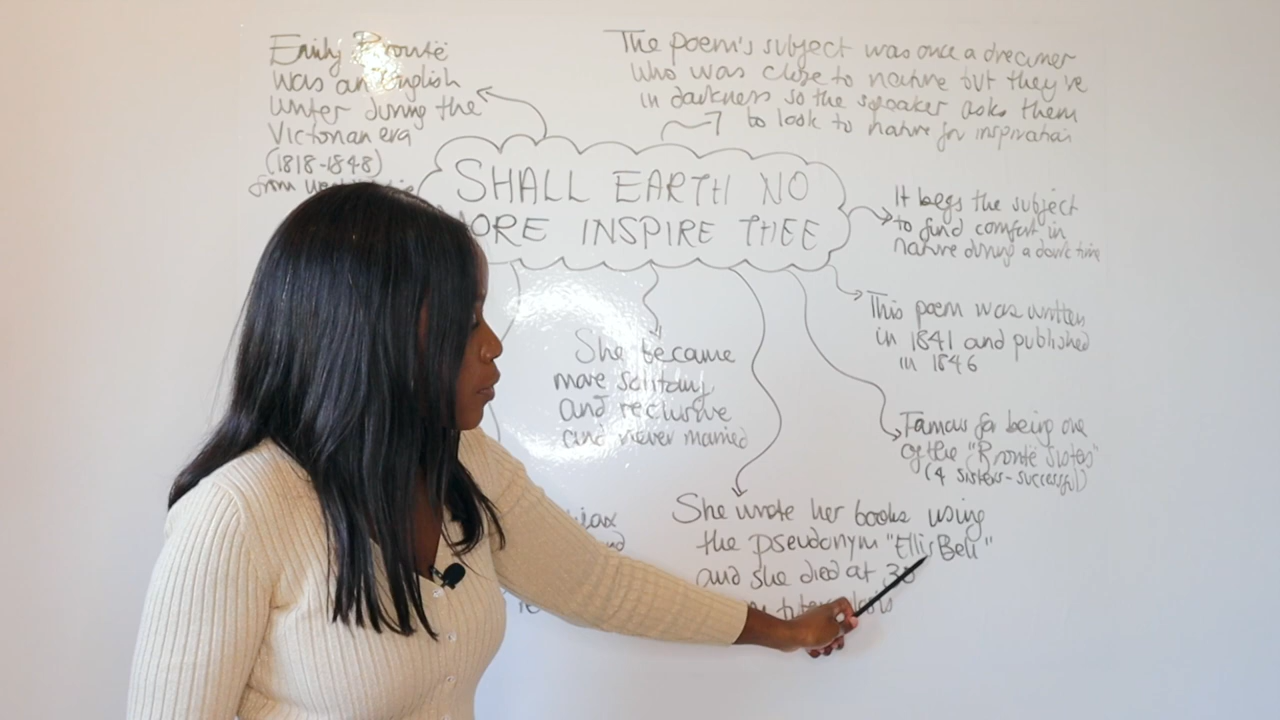 Emily Brontë
was an English
writer during the
Victorian era
(1818-1848)
from
The poem's subject was once a dreamer
who was close to nature but they've
in darkness so the speaker asks them
to look to nature for inspiration
SHALL EARTH NO
MORE INSPIRE THEE
It begs the subject
to find comfort in
nature during a dark time
This poem was written
in 1841 and published
in 1846
Famous for being one
of the "Brontë Sisters"
(4 sisters-successful)
She became
more solitary
and reclusive
and never married
She wrote her books using
the pseudonym "Ellis Bell"
and she died at 30
tuberculosis